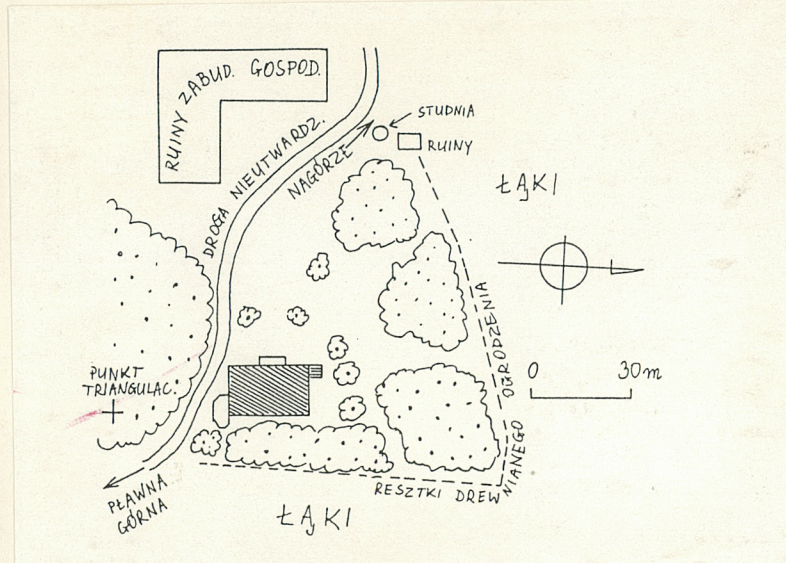 RUINY ZABUD. GOSPOD.
STUDNIA
RUINY
DROGA NIEUTWARDZ.
NAGÓRZE
ŁĄKI
OGRODZENIA
0 30m
PUNKT
TRIANGULAC.
RESZTKI DREWNIANEGO
PŁAWNA
GÓRNA
ŁĄKI